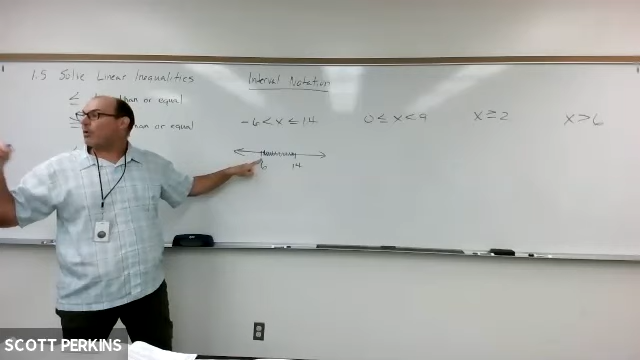 1.5 Solve Linear Inequalities
Interval Notation
≤ than or equal
≥ than or equal
-6 < x ≤ 14
0 ≤ x < 9
x ≥ 2
x > 6
6 14
SCOTT PERKINS